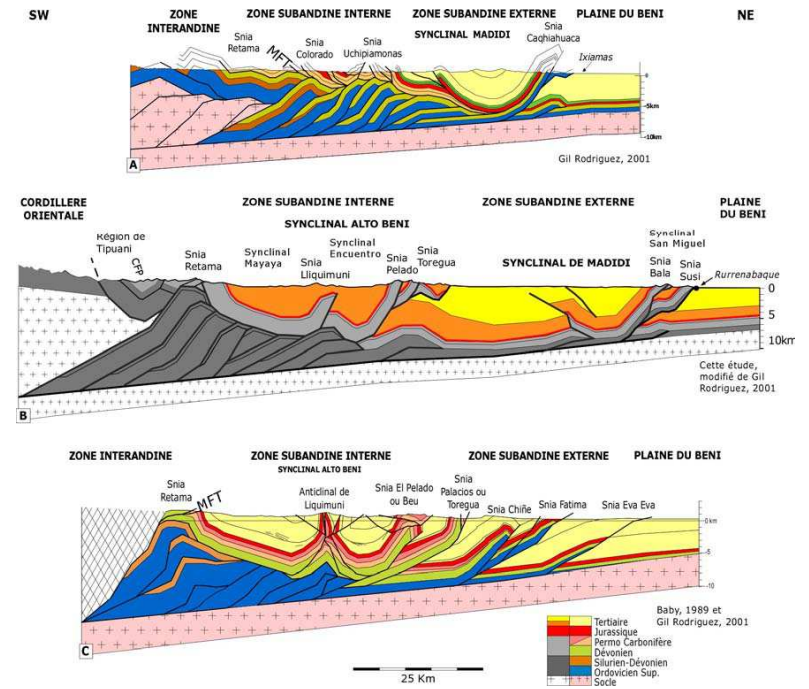 SW
ZONE
INTERANDINE
ZONE SUBANDINE INTERNE
ZONE SUBANDINE EXTERNE
PLAINE DU BENI
NE
SYNCLINAL MADIDI
Snia
Retama
MFT
Snia
Colorado
Snia
Uchipiamonas
Snia
Caqhiahuaca
Ixiamas
0
-5km
-10km
A
Gil Rodriguez, 2001
CORDILLERE
ORIENTALE
ZONE SUBANDINE INTERNE
ZONE SUBANDINE EXTERNE
PLAINE
DU BENI
SYNCLINAL ALTO BENI
Région de
Tipuani
CFP
Snia
Retama
Synclinal
Mayaya
Snia
Lliquimuni
Synclinal
Encuentro
Snia
Pelado
Snia
Toregua
SYNCLINAL DE MADIDI
Synclinal
San Miguel
Snia
Bala
Snia
Susi
Rurrenabaque
0
5
10km
B
Cette étude,
modifié de Gil
Rodriguez, 2001
ZONE INTERANDINE
ZONE SUBANDINE INTERNE
ZONE SUBANDINE EXTERNE
PLAINE DU BENI
SYNCLINAL ALTO BENI
Snia
Retama
MFT
Anticlinal de
Liquimuni
Snia El Pelado
ou Beu
Snia
Palacios ou
Toregua
Snia Chiñe
Snia Fatima
Snia Eva Eva
0 km
-5
-10
C
Baby, 1989 et
Gil Rodriguez, 2001
Tertiaire
Jurassique
Permo Carbonifère
Dévonien
Silurien-Dévonien
Ordovicien Sup.
Socle
25 Km